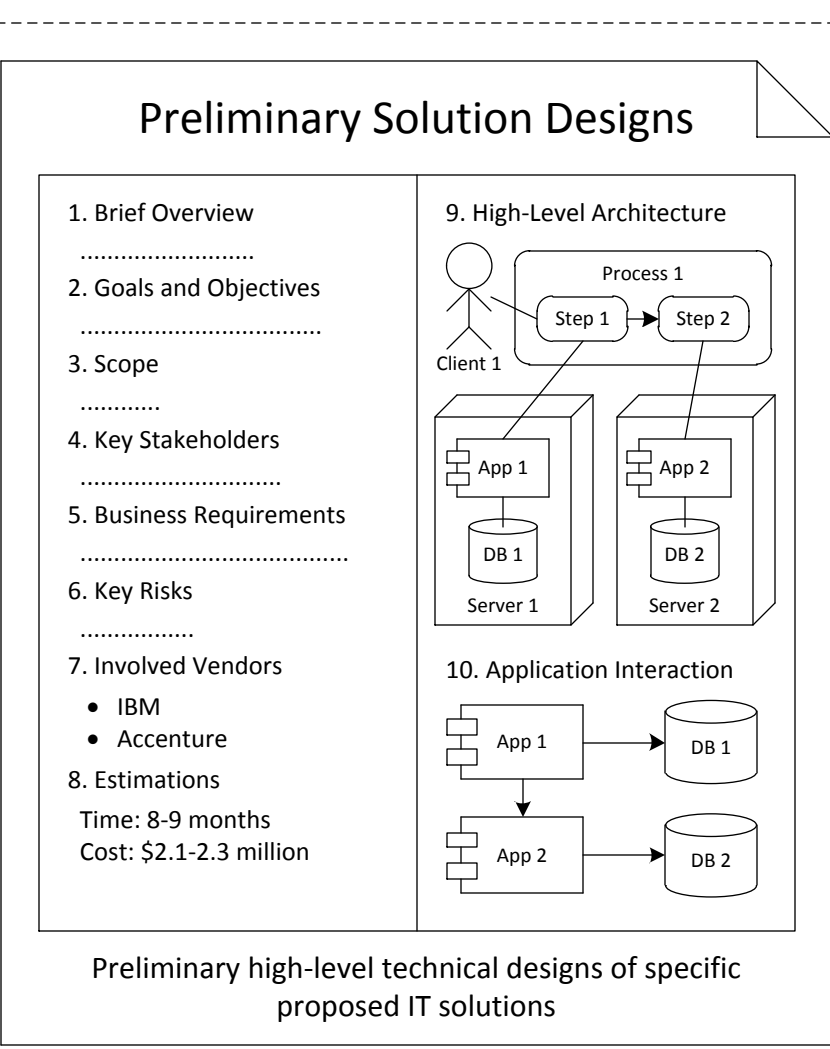 Preliminary Solution Designs
1. Brief Overview
..........................
2. Goals and Objectives
....................................
3. Scope
............
4. Key Stakeholders
..............................
5. Business Requirements
........................................
6. Key Risks
.................
7. Involved Vendors
• IBM
• Accenture
8. Estimations
Time: 8-9 months
Cost: $2.1-2.3 million
9. High-Level Architecture
Process 1
Step 1
Step 2
Client 1
App 1
App 2
DB 1
DB 2
Server 1
Server 2
10. Application Interaction
App 1
DB 1
App 2
DB 2
Preliminary high-level technical designs of specific
proposed IT solutions